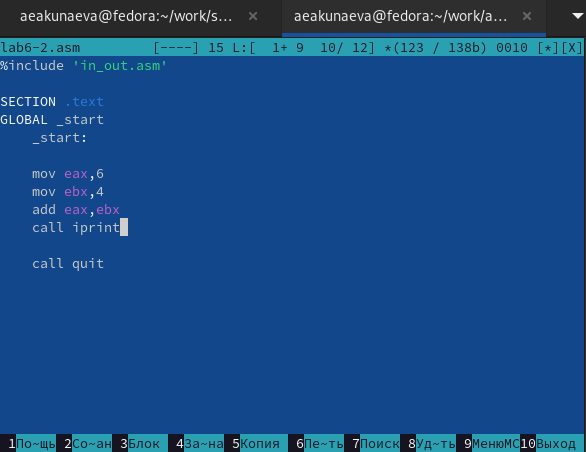 aeakunaeva@fedora:~/work/s... × aeakunaeva@fedora:~/work/a... ×
lab6-2.asm [----] 15 L:[ 1+ 9 10/ 12] *(123 / 138b) 0010 [*][X]
%include 'in_out.asm'
SECTION .text
GLOBAL _start
_start:
mov eax,6
mov ebx,4
add eax,ebx
call iprint
call quit
1По~щь 2Со~ан 3Блок 4За~на 5Копия 6Пе~ть 7Поиск 8Уд~ть 9МенюMC 10Выход